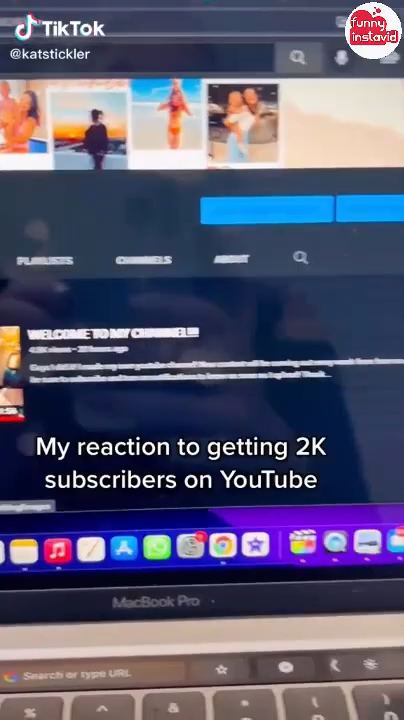 TikTok
@katstickler
funny
instavid
PLAYLISTS
CHANNELS
ABOUT
WELCOME TO MY CHANNEL!!!
My reaction to getting 2K
subscribers on YouTube
MacBook Pro
Search or type URL